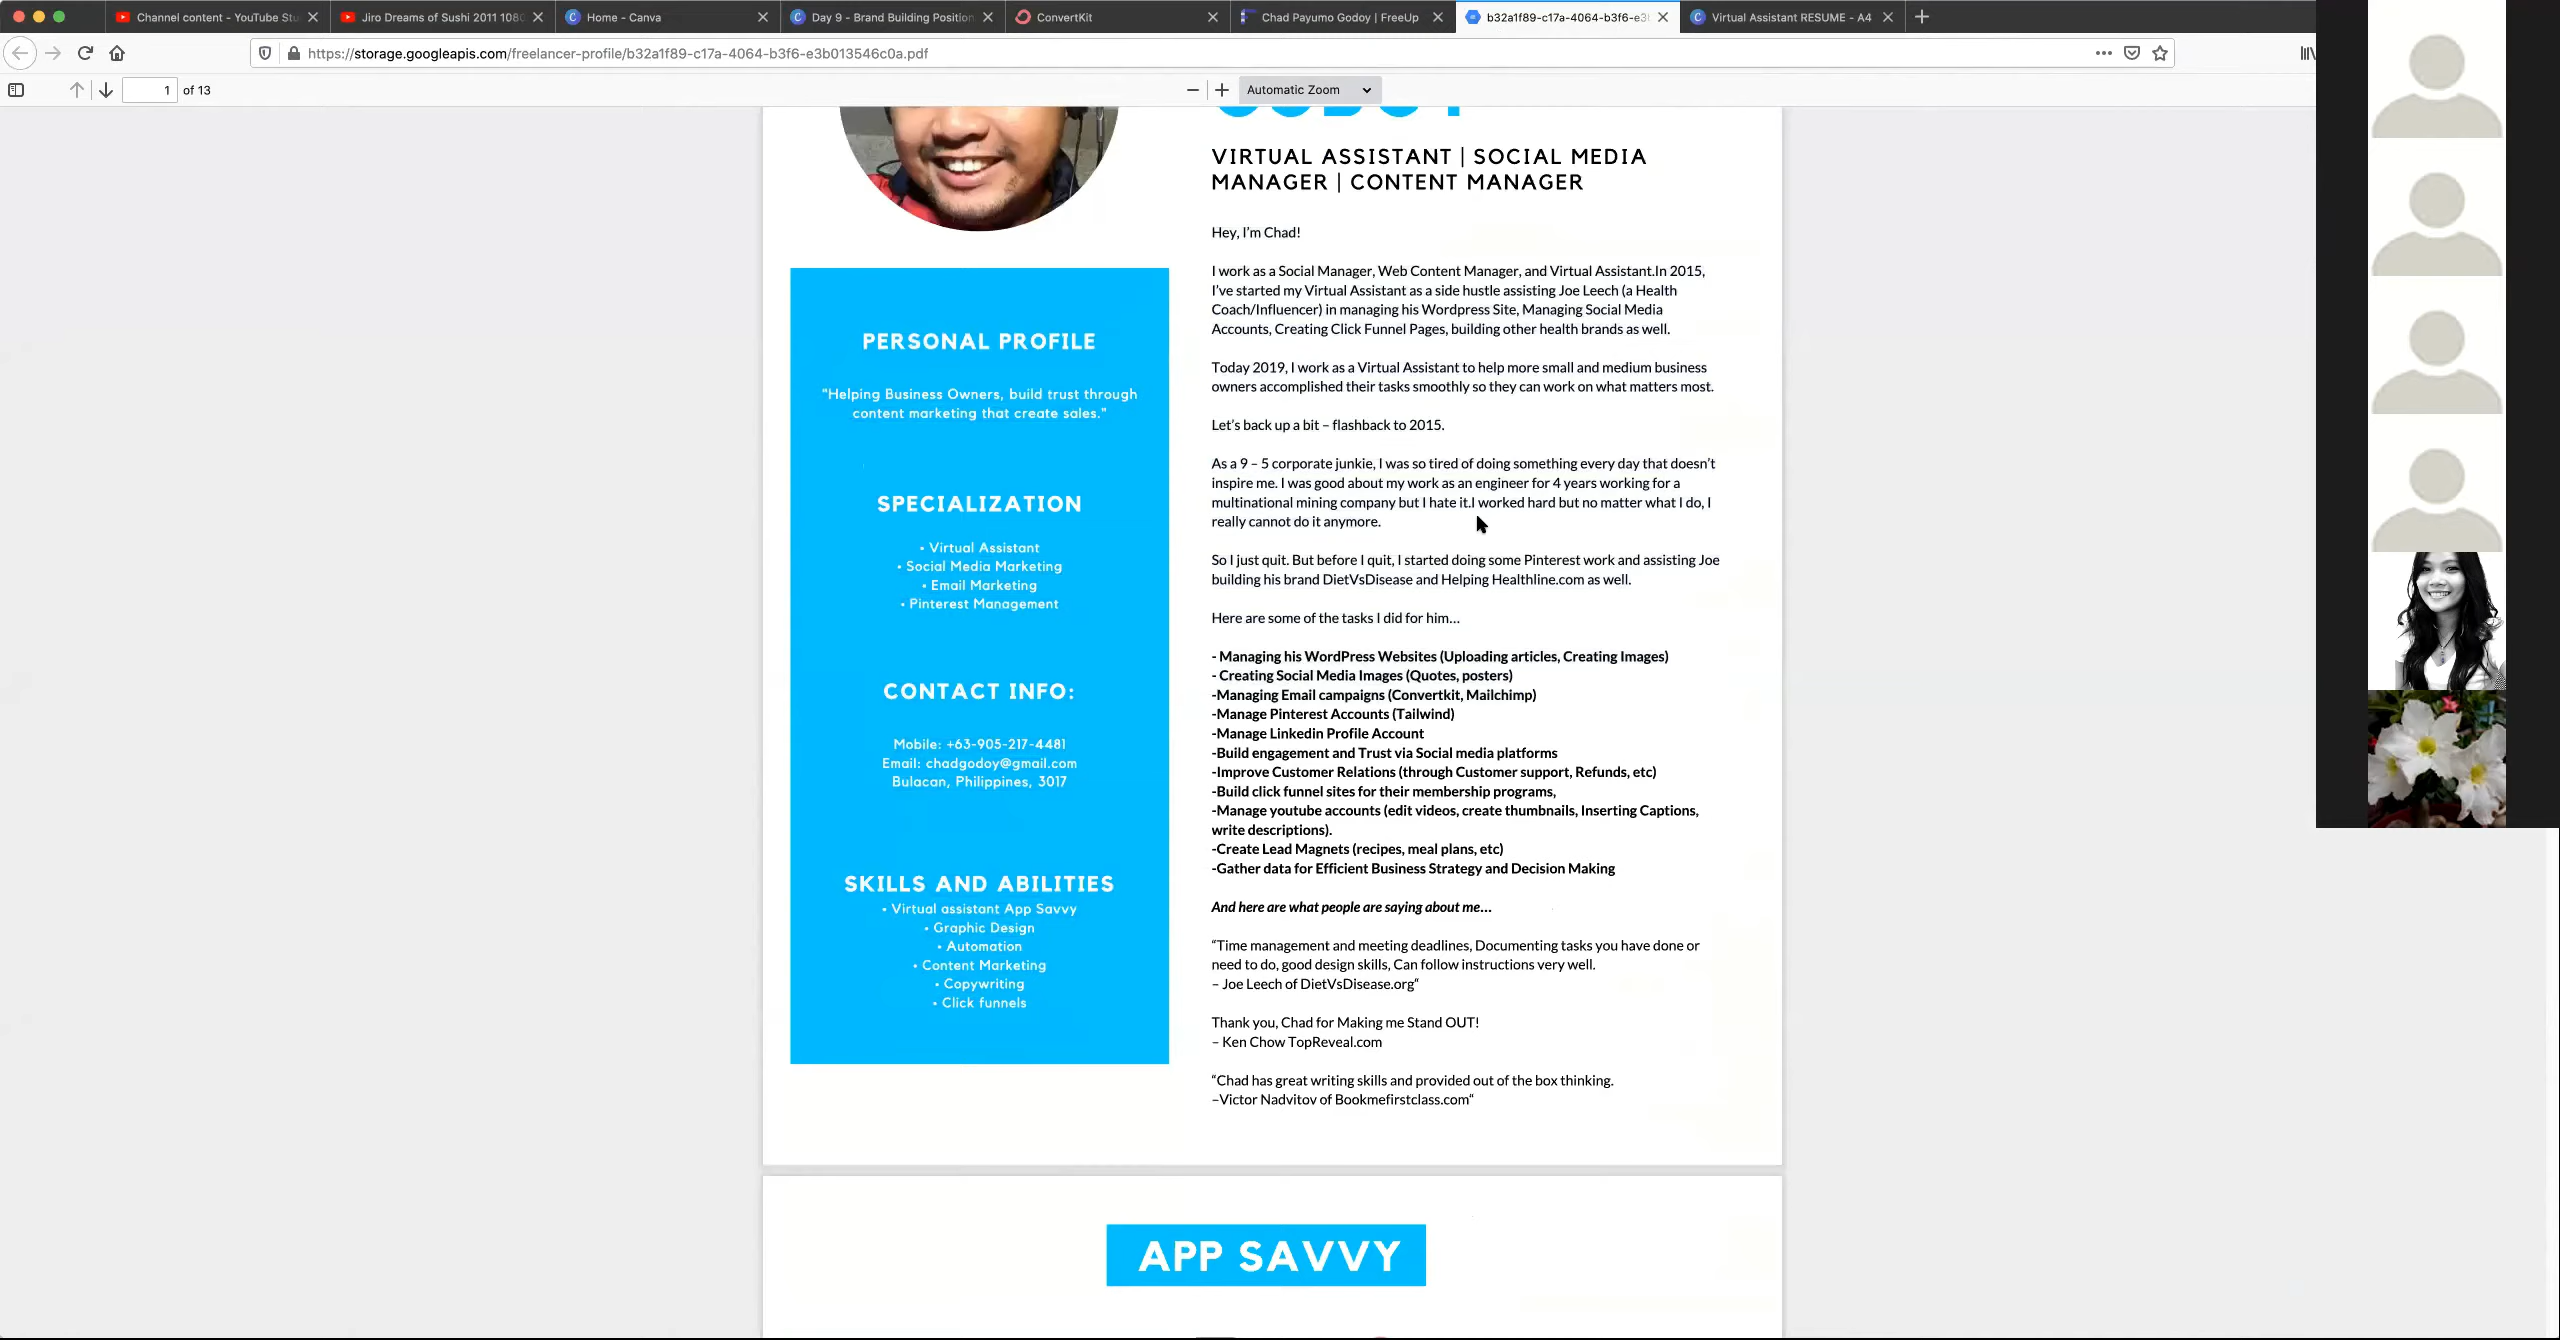 Channel content - YouTube Stu
Jiro Dreams of Sushi 2011 1080
Home - Canva
Day 9 - Brand Building Position
ConvertKit
Chad Payumo Godoy | FreeUp
b32a1f89-c17a-4064-b3f6-e3b
Virtual Assistant RESUME - A4
https://storage.googleapis.com/freelancer-profile/b32a1f89-c17a-4064-b3f6-e3b013546c0a.pdf
1 of 13
Automatic Zoom
PERSONAL PROFILE
"Helping Business Owners, build trust through
content marketing that create sales."
SPECIALIZATION
• Virtual Assistant
• Social Media Marketing
• Email Marketing
• Pinterest Management
CONTACT INFO:
Mobile: +63-905-217-4481
Email: chadgodoy@gmail.com
Bulacan, Philippines, 3017
SKILLS AND ABILITIES
• Virtual assistant App Savvy
• Graphic Design
• Automation
• Content Marketing
• Copywriting
• Click funnels
VIRTUAL ASSISTANT | SOCIAL MEDIA
MANAGER | CONTENT MANAGER
Hey, I'm Chad!
I work as a Social Manager, Web Content Manager, and Virtual Assistant.In 2015,
I've started my Virtual Assistant as a side hustle assisting Joe Leech (a Health
Coach/Influencer) in managing his Wordpress Site, Managing Social Media
Accounts, Creating Click Funnel Pages, building other health brands as well.
Today 2019, I work as a Virtual Assistant to help more small and medium business
owners accomplished their tasks smoothly so they can work on what matters most.
Let's back up a bit – flashback to 2015.
As a 9 – 5 corporate junkie, I was so tired of doing something every day that doesn't
inspire me. I was good about my work as an engineer for 4 years working for a
multinational mining company but I hate it.I worked hard but no matter what I do, I
really cannot do it anymore.
So I just quit. But before I quit, I started doing some Pinterest work and assisting Joe
building his brand DietVsDisease and Helping Healthline.com as well.
Here are some of the tasks I did for him...
- Managing his WordPress Websites (Uploading articles, Creating Images)
- Creating Social Media Images (Quotes, posters)
-Managing Email campaigns (Convertkit, Mailchimp)
-Manage Pinterest Accounts (Tailwind)
-Manage Linkedin Profile Account
-Build engagement and Trust via Social media platforms
-Improve Customer Relations (through Customer support, Refunds, etc)
-Build click funnel sites for their membership programs,
-Manage youtube accounts (edit videos, create thumbnails, Inserting Captions,
write descriptions).
-Create Lead Magnets (recipes, meal plans, etc)
-Gather data for Efficient Business Strategy and Decision Making
And here are what people are saying about me...
"Time management and meeting deadlines, Documenting tasks you have done or
need to do, good design skills, Can follow instructions very well.
– Joe Leech of DietVsDisease.org"
Thank you, Chad for Making me Stand OUT!
– Ken Chow TopReveal.com
"Chad has great writing skills and provided out of the box thinking.
–Victor Nadvitov of Bookmefirstclass.com"
APP SAVVY